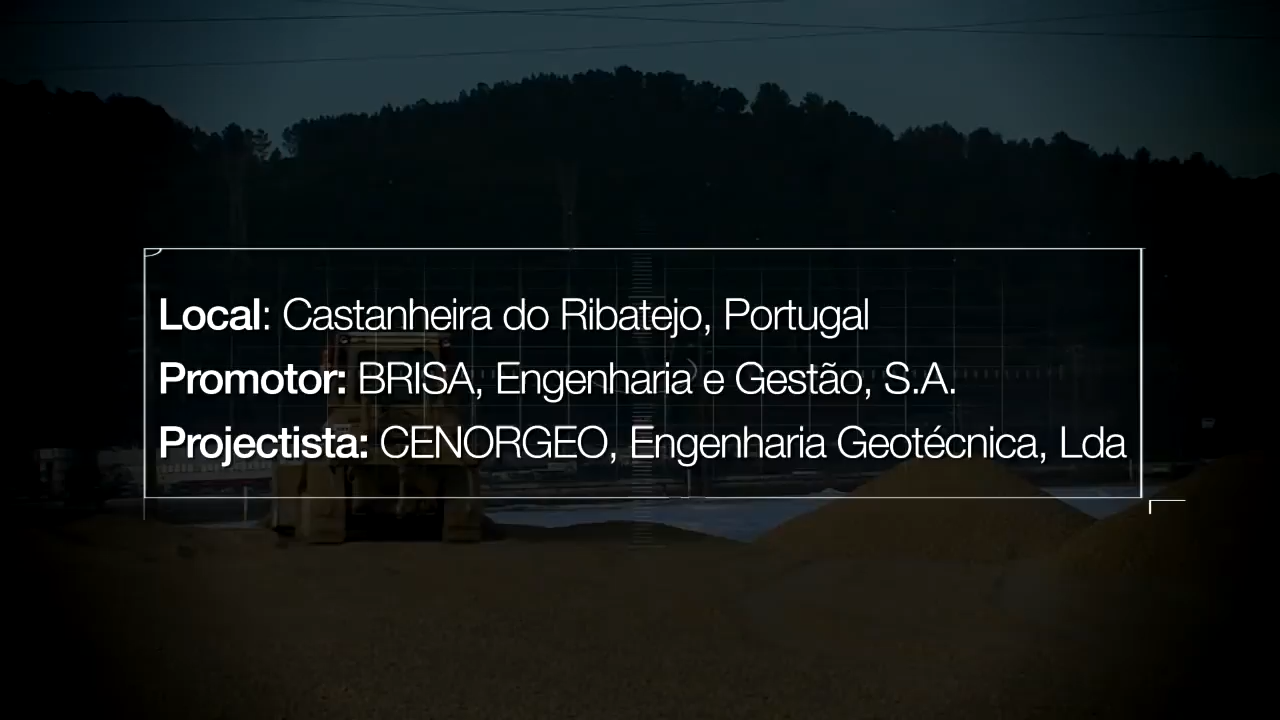 Local: Castanheira do Ribatejo, Portugal
Promotor: BRISA, Engenharia e Gestão, S.A.
Projectista: CENORGEO, Engenharia Geotécnica, Lda